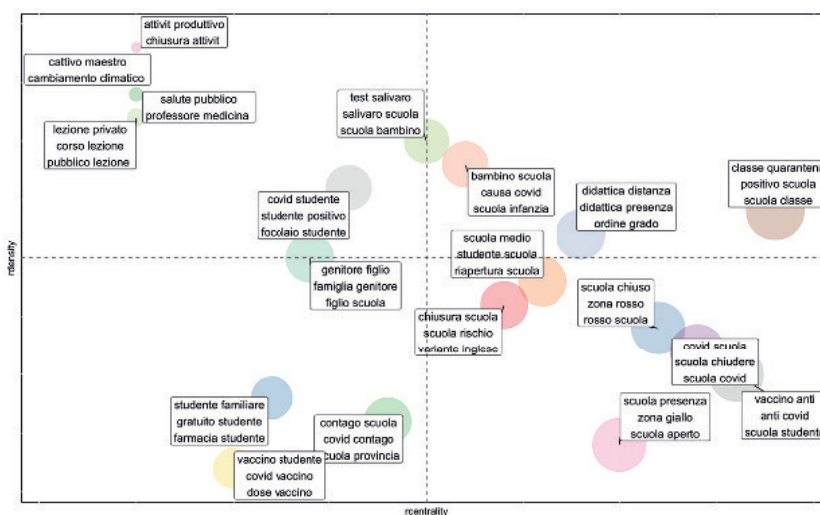 attivit produttivo
chiusura attivit
cattivo maestro
cambiamento climatico
salute pubblico
professore medicina
lezione privato
corso lezione
pubblico lezione
test salivaro
salivaro scuola
scuola bambino
bambino scuola
causa covid
scuola infanzia
covid studente
studente positivo
focolaio studente
didattica distanza
didattica presenza
ordine grado
classe quarantena
positivo scuola
scuola classe
scuola medio
studente scuola
riapertura scuola
genitore figlio
famiglia genitore
figlio scuola
chiusura scuola
scuola rischio
variante inglese
scuola chiuso
zona rosso
rosso scuola
covid scuola
scuola chiudere
scuola covid
vaccino anti
anti covid
scuola studente
scuola presenza
zona giallo
scuola aperto
studente familiare
gratuito studente
farmacia studente
contago scuola
covid contago
scuola provincia
vaccino studente
covid vaccino
dose vaccino
rdensity
rcentrality